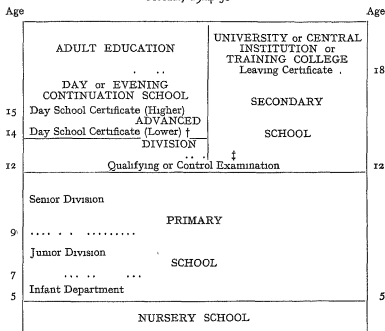 Age
Age
ADULT EDUCATION
UNIVERSITY or CENTRAL
INSTITUTION or
TRAINING COLLEGE
Leaving Certificate .
18
DAY or EVENING
CONTINUATION SCHOOL
15 Day School Certificate (Higher)
ADVANCED
14 Day School Certificate (Lower) †
DIVISION
SECONDARY
SCHOOL
‡
12 Qualifying or Control Examination 12
Senior Division
PRIMARY
9
Junior Division
SCHOOL
7
Infant Department
5 5
NURSERY SCHOOL